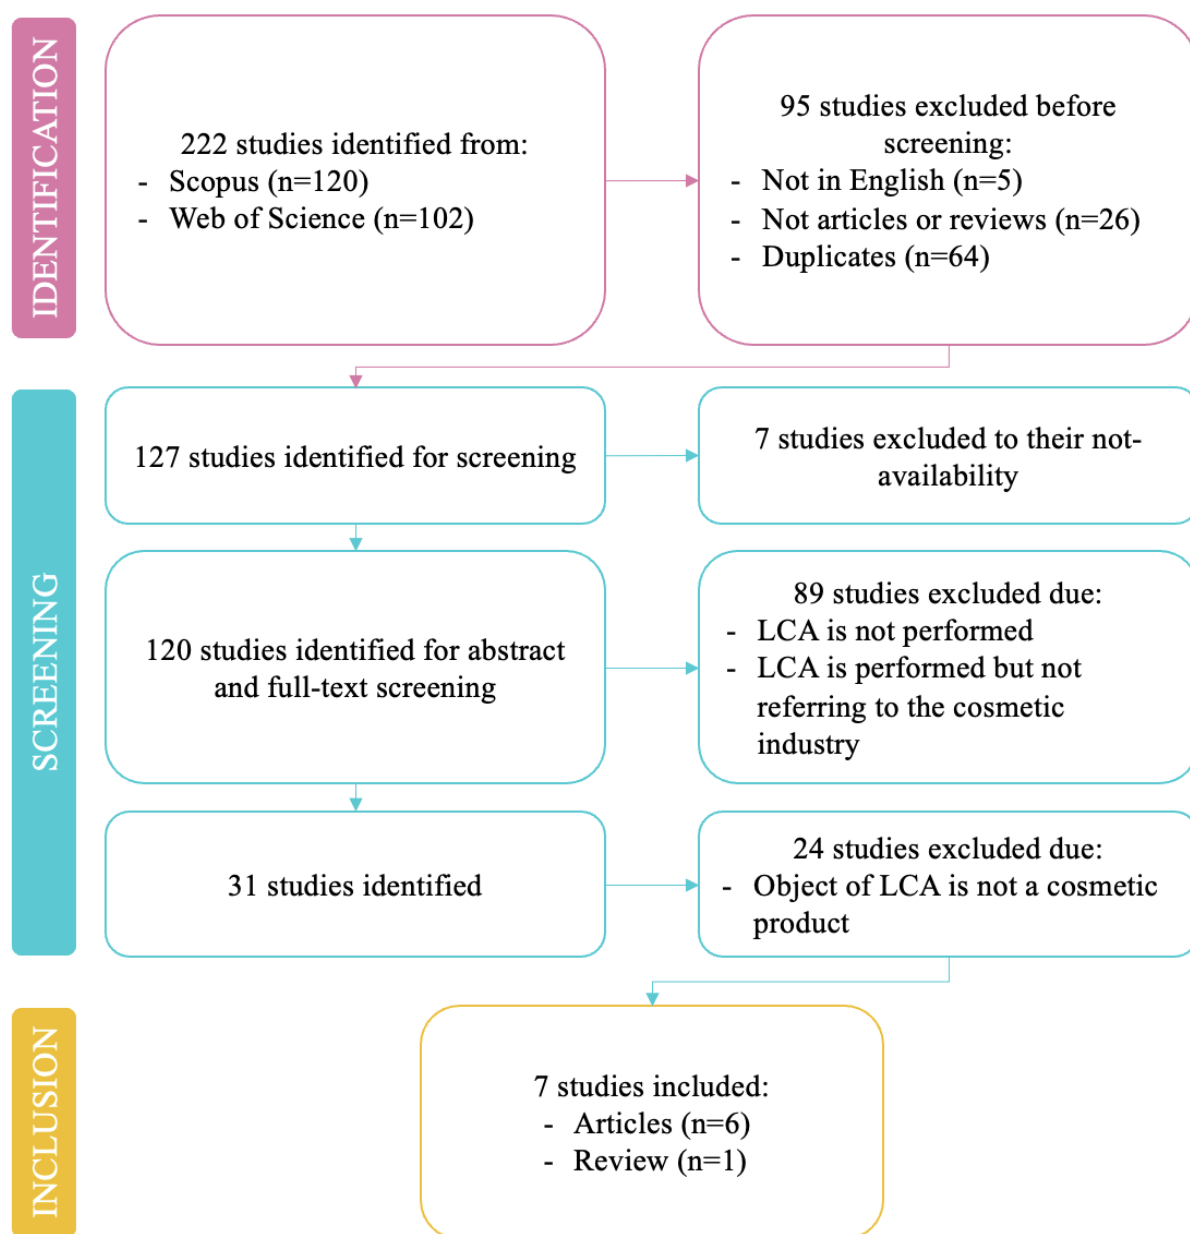 IDENTIFICATION
222 studies identified from:
- Scopus (n=120)
- Web of Science (n=102)
95 studies excluded before
screening:
- Not in English (n=5)
- Not articles or reviews (n=26)
- Duplicates (n=64)
SCREENING
127 studies identified for screening
7 studies excluded to their not-
availability
120 studies identified for abstract
and full-text screening
89 studies excluded due:
- LCA is not performed
- LCA is performed but not
referring to the cosmetic
industry
31 studies identified
24 studies excluded due:
- Object of LCA is not a cosmetic
product
INCLUSION
7 studies included:
- Articles (n=6)
- Review (n=1)